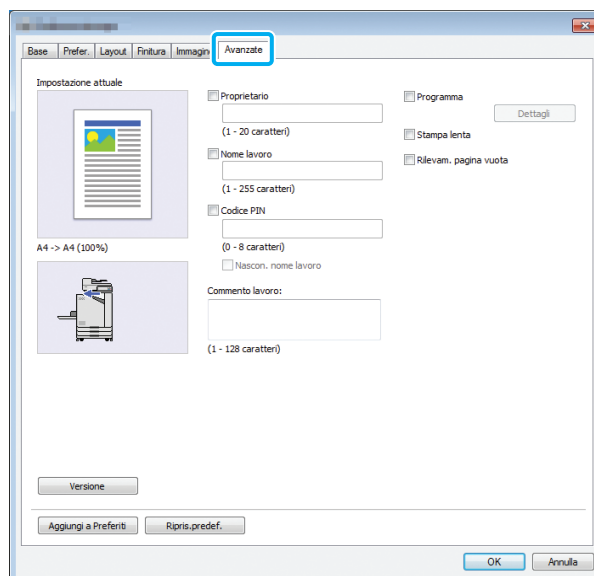 Base Prefer. Layout Finitura Immagin Avanzate
Impostazione attuale
A4 -> A4 (100%)
Proprietario
(1 - 20 caratteri)
Nome lavoro
(1 - 255 caratteri)
Codice PIN
(0 - 8 caratteri)
Nascon. nome lavoro
Commento lavoro:
(1 - 128 caratteri)
Programma
Dettagli
Stampa lenta
Rilevam. pagina vuota
Versione
Aggiungi a Preferiti Ripris.predef.
OK Annulla